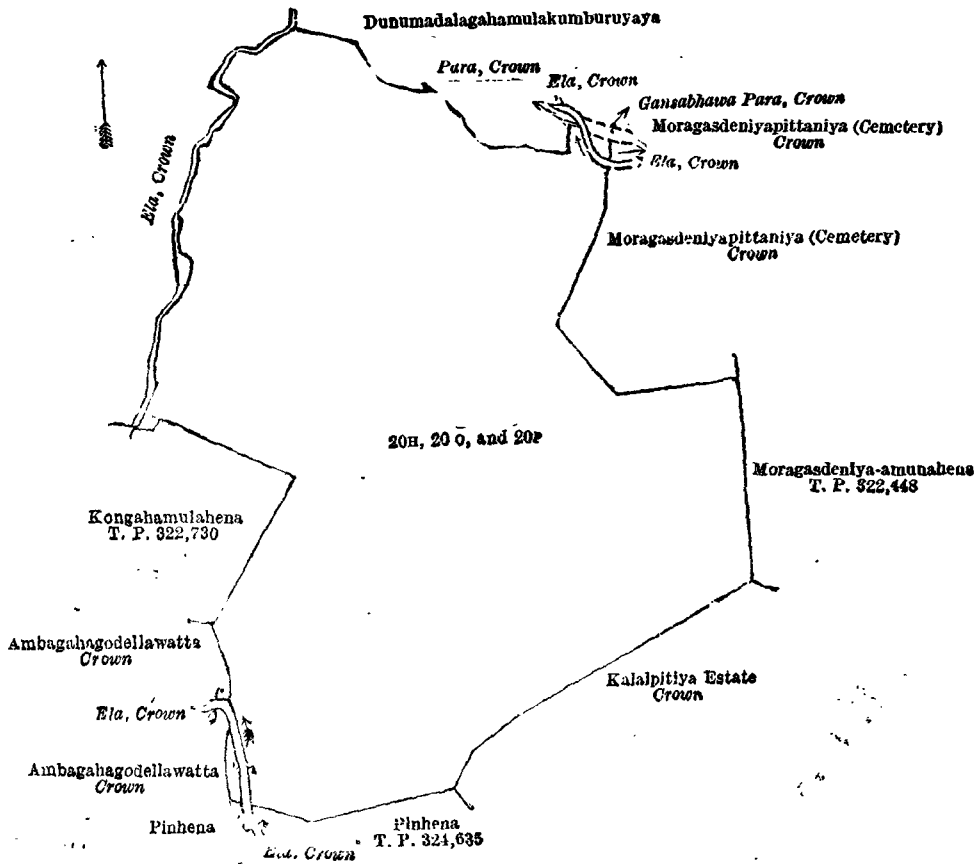 Dunumadalagahamulakumburuyaya
Para, Crown
Ela, Crown
Gansabhawa Para, Crown
Moragasdeniyapittaniya (Cemetery)
Crown
Ela, Crown
Ela, Crown
Moragasdeniyapittaniya (Cemetery)
Crown
20H, 20 O, and 20P
Moragasdeniya-amunahena
T. P. 322,448
Kongahamulahena
T. P. 322,730
Ambagahagodellawatta
Crown
Kalalpitiya Estate
Crown
Ela, Crown
Ambagahagodellawatta
Crown
Pinhena
Pinhena
T. P. 324,635
Ela, Crown